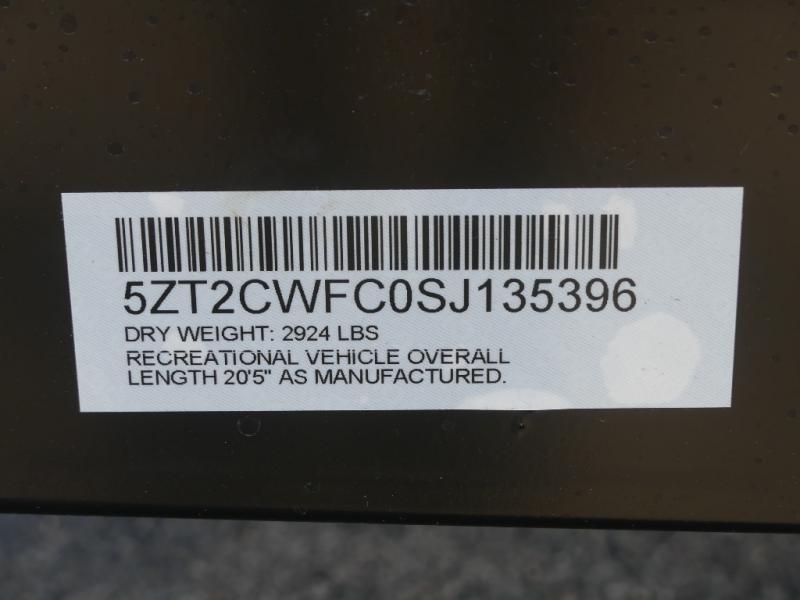 5ZT2CWFC0SJ135396
DRY WEIGHT: 2924 LBS
RECREATIONAL VEHICLE OVERALL
LENGTH 20'5" AS MANUFACTURED.